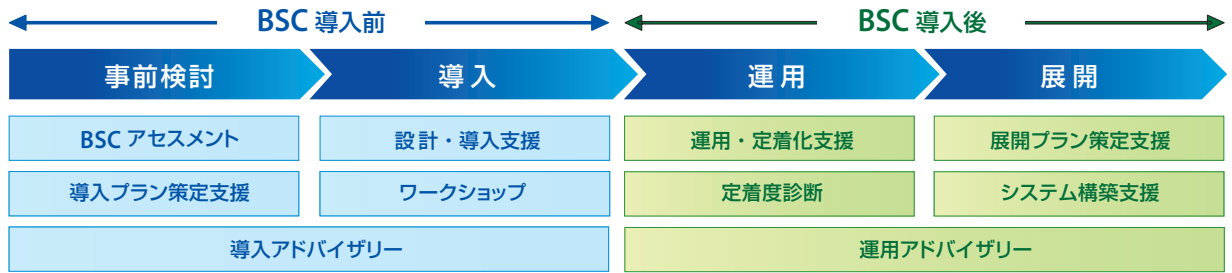 BSC 導入前
BSC 導入後
事前検討
導入
運用
展開
BSC アセスメント
設計・導入支援
運用・定着化支援
展開プラン策定支援
導入プラン策定支援
ワークショップ
定着度診断
システム構築支援
導入アドバイザリー
運用アドバイザリー